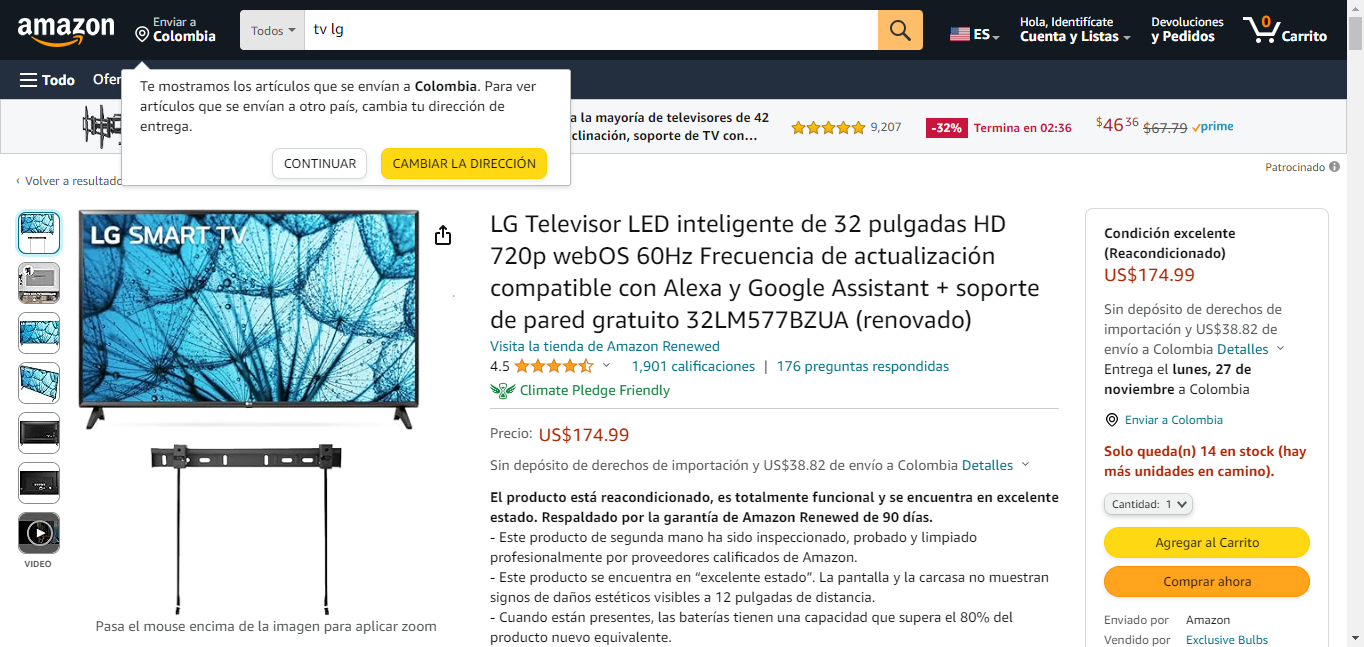 amazon
Enviar a
Colombia
Todos
tv lg
ES
Hola, Identifícate
Cuenta y Listas
Devoluciones
y Pedidos
0
Carrito
Todo
Ofer
Te mostramos los artículos que se envían a Colombia. Para ver
artículos que se envían a otro país, cambia tu dirección de
entrega.
CONTINUAR
CAMBIAR LA DIRECCIÓN
a la mayoría de televisores de 42
clinación, soporte de TV con...
9,207
-32%
Termina en 02:36
$46 36
$67.79
prime
Patrocinado
‹ Volver a resultado
LG SMART TV
VIDEO
Pasa el mouse encima de la imagen para aplicar zoom
LG Televisor LED inteligente de 32 pulgadas HD
720p webOS 60Hz Frecuencia de actualización
compatible con Alexa y Google Assistant + soporte
de pared gratuito 32LM577BZUA (renovado)
Visita la tienda de Amazon Renewed
4.5
1,901 calificaciones | 176 preguntas respondidas
Climate Pledge Friendly
Precio: US$174.99
Sin depósito de derechos de importación y US$38.82 de envío a Colombia Detalles
El producto está reacondicionado, es totalmente funcional y se encuentra en excelente
estado. Respaldado por la garantía de Amazon Renewed de 90 días.
- Este producto de segunda mano ha sido inspeccionado, probado y limpiado
profesionalmente por proveedores calificados de Amazon.
- Este producto se encuentra en “excelente estado”. La pantalla y la carcasa no muestran
signos de daños estéticos visibles a 12 pulgadas de distancia.
- Cuando están presentes, las baterías tienen una capacidad que supera el 80% del
producto nuevo equivalente.
Condición excelente
(Reacondicionado)
US$174.99
Sin depósito de derechos de
importación y US$38.82 de
envío a Colombia Detalles
Entrega el lunes, 27 de
noviembre a Colombia
Enviar a Colombia
Solo queda(n) 14 en stock (hay
más unidades en camino).
Cantidad: 1
Agregar al Carrito
Comprar ahora
Enviado por Amazon
Vendido por Exclusive Bulbs